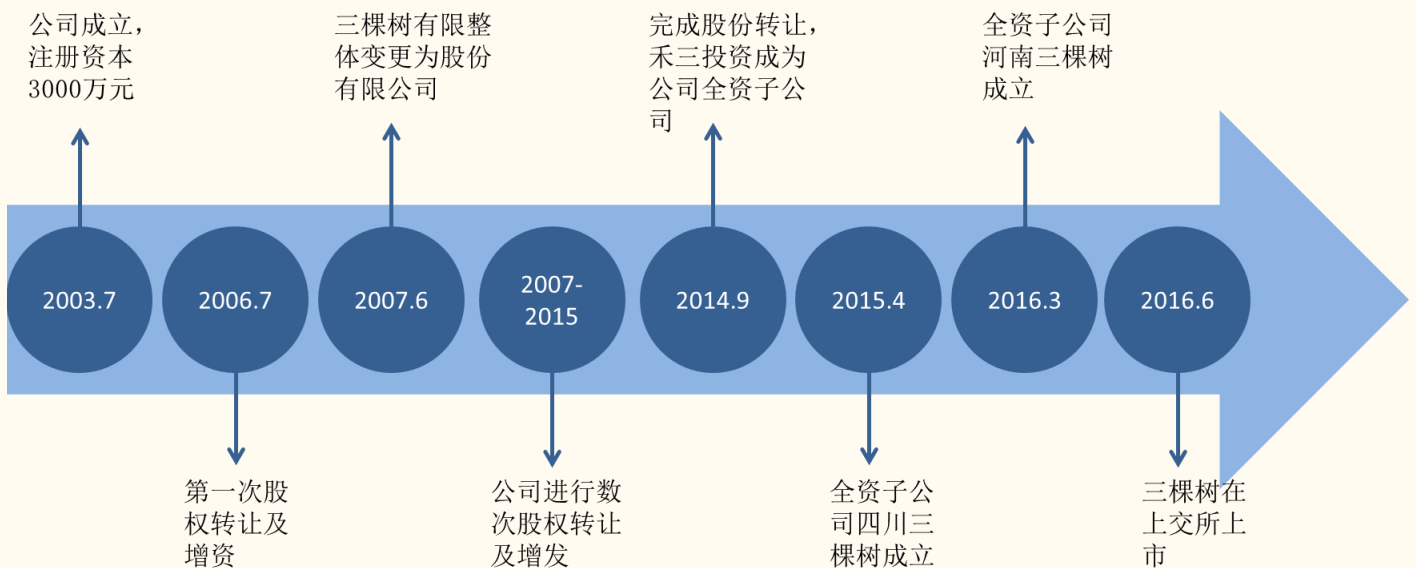 公司成立，
注册资本
3000万元
三棵树有限整
体变更为股份
有限公司
完成股份转让，
禾三投资成为
公司全资子公
司
全资子公司
河南三棵树
成立
2003.7
2006.7
2007.6
2007-
2015
2014.9
2015.4
2016.3
2016.6
第一次股
权转让及
增资
公司进行数
次股权转让
及增发
全资子公
司四川三
棵树成立
三棵树在
上交所上
市